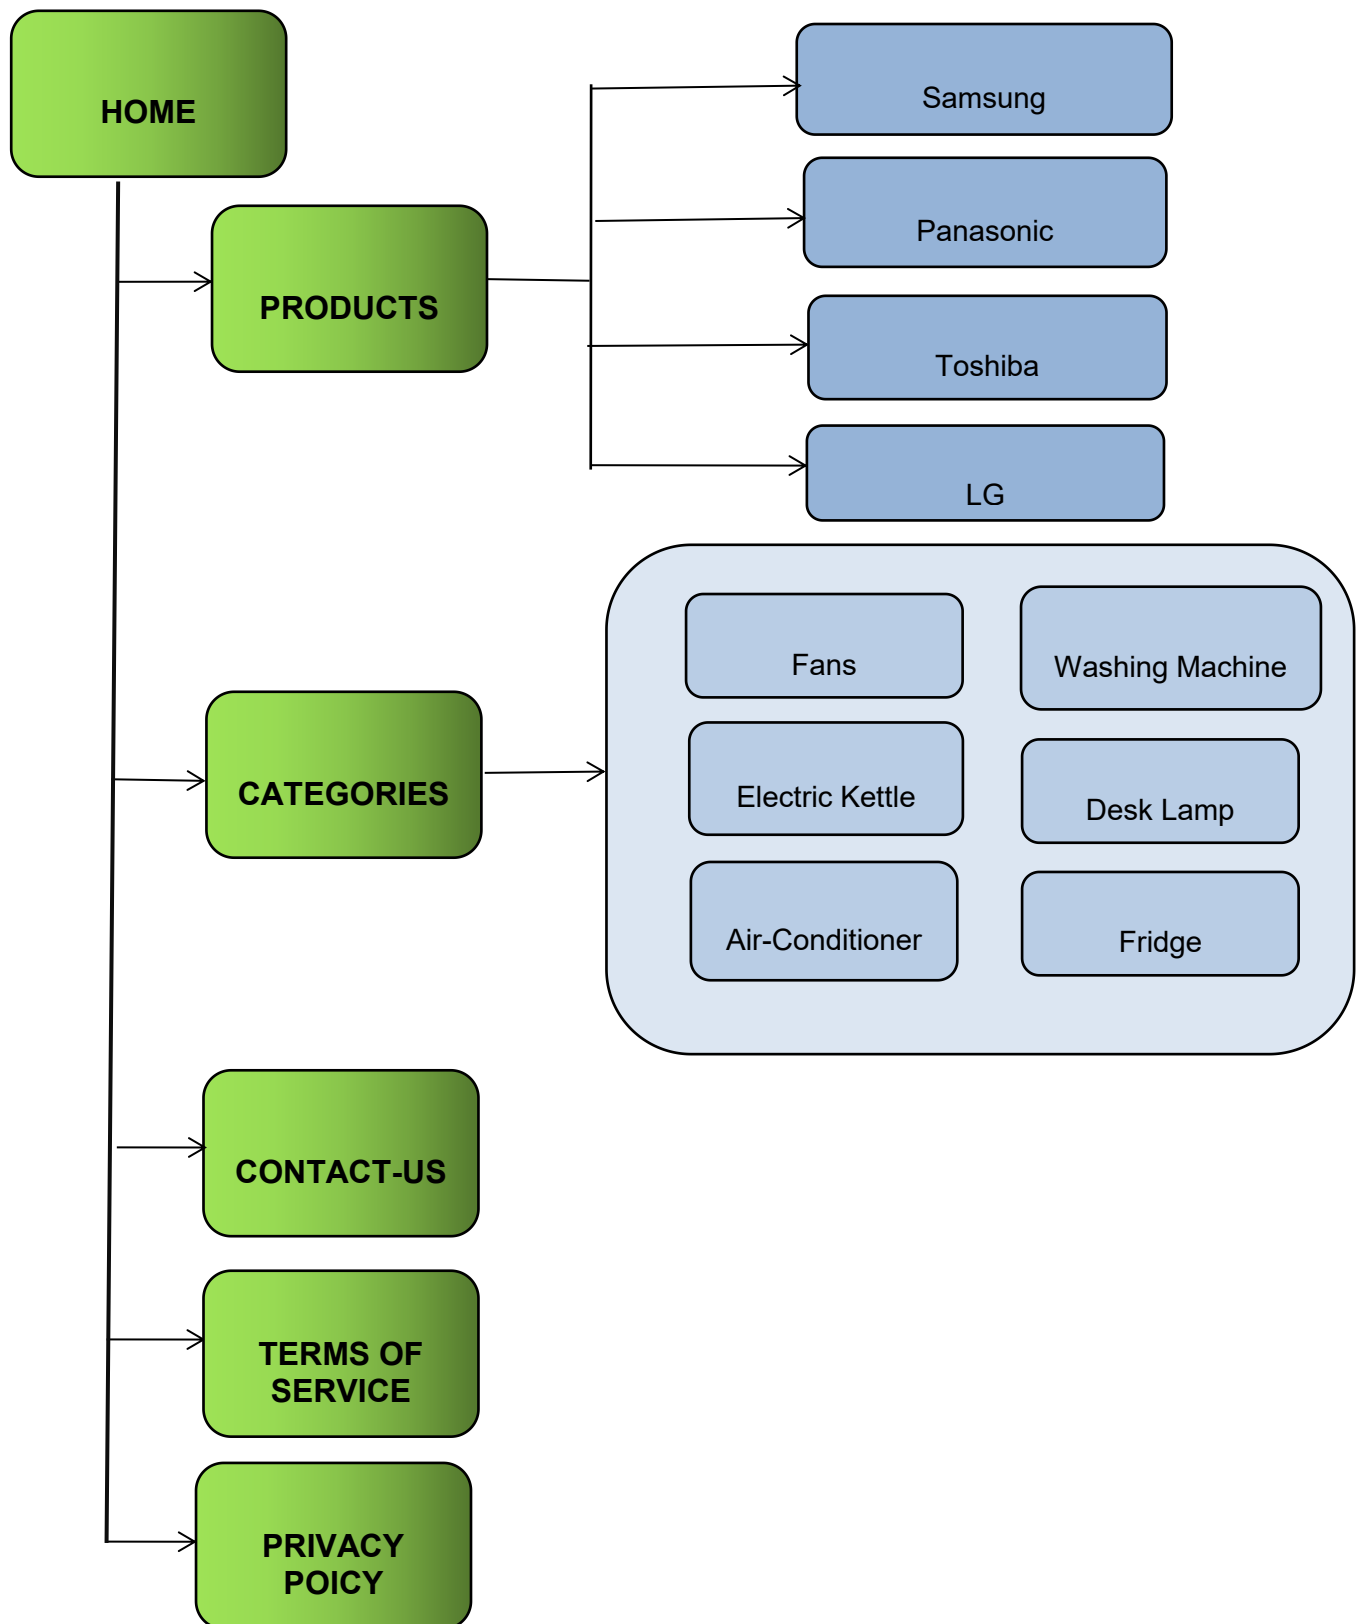 HOME
Samsung
Panasonic
PRODUCTS
Toshiba
LG
Fans
Washing Machine
Electric Kettle
Desk Lamp
CATEGORIES
Air-Conditioner
Fridge
CONTACT-US
TERMS OF
SERVICE
PRIVACY
POICY